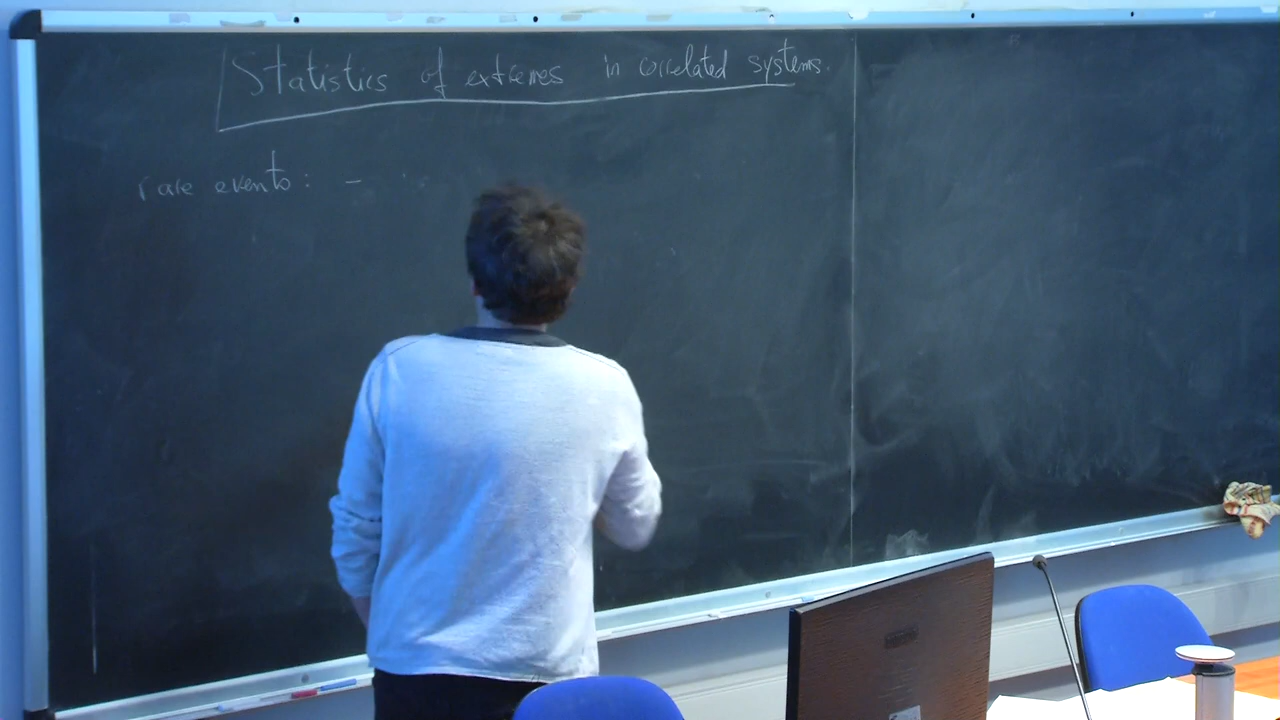 Statistics of extremes in correlated systems.
rare events: -